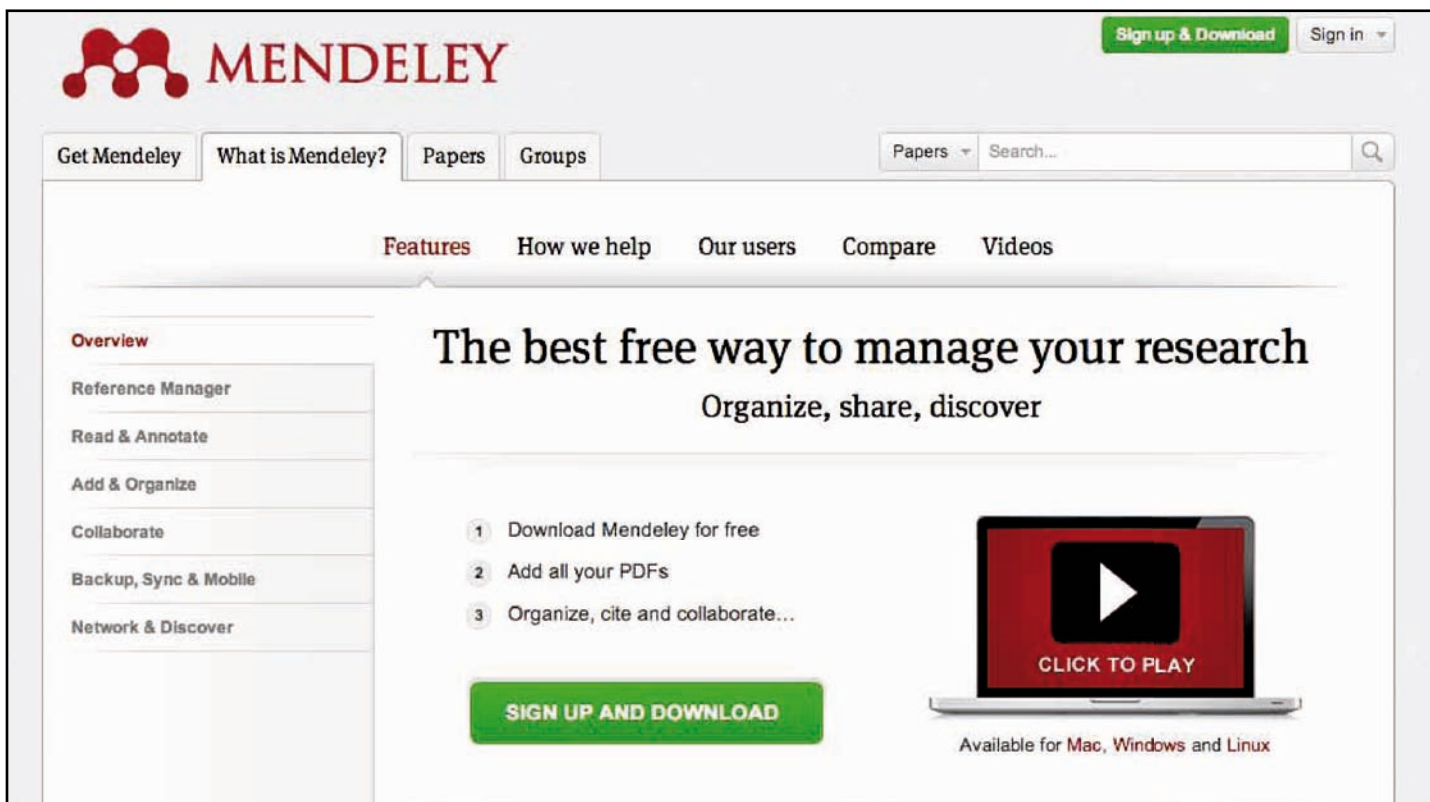 MENDELEY
Sign up & Download Sign in
Get Mendeley What is Mendeley? Papers Groups Papers Search...
Features How we help Our users Compare Videos
Overview
Reference Manager
Read & Annotate
Add & Organize
Collaborate
Backup, Sync & Mobile
Network & Discover
The best free way to manage your research
Organize, share, discover
1 Download Mendeley for free
2 Add all your PDFs
3 Organize, cite and collaborate...
SIGN UP AND DOWNLOAD
CLICK TO PLAY
Available for Mac, Windows and Linux